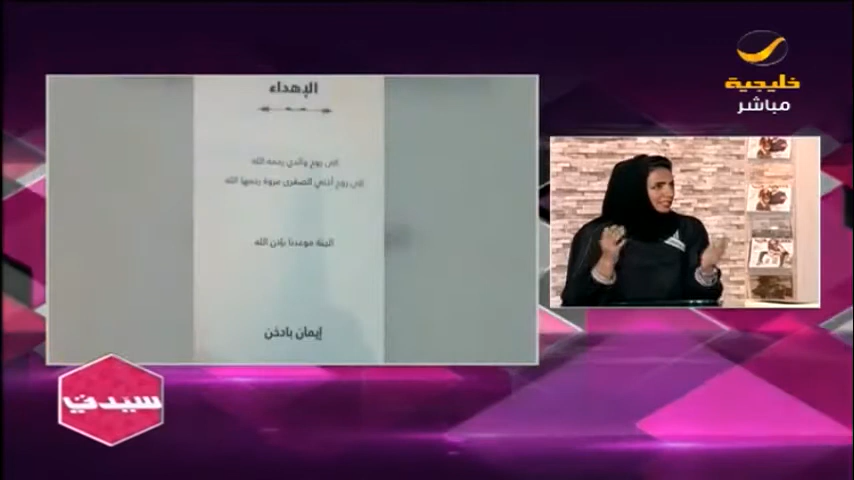 خليجية
مباشر
الإهداء
إلى روح والدي رحمه الله
إلى روح أختي الصغرى مروة رحمها الله
الجنة موعدنا بإذن الله
إيمان بادخن
سيدتي